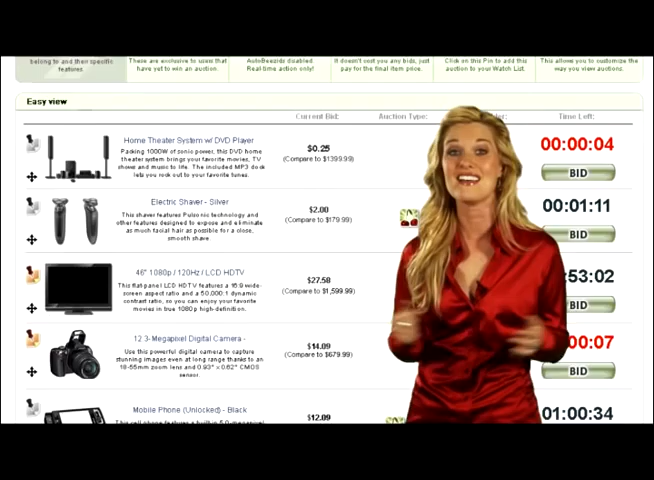 belong to and their specific
features.
These are exclusive to users that
have yet to win an auction.
AutoBeezids disabled.
Real-time action only!
It doesn't cost you any bids, just
pay for the final item price.
Click on this Pin to add this
auction to your Watch List.
This allows you to customize the
way you view auctions.
Easy view
Current Bid:
Auction Type:
Time Left:
Home Theater System w/ DVD Player
Packing 1000W of sonic power, this DVD home
theater system brings your favorite movies, TV
shows and music to life. The included MP3 dock
lets you rock out to your favorite tunes.
$0.25
(Compare to $1399.99)
00:00:04
BID
Electric Shaver - Silver
This shaver features Pulsonic technology and
other features designed to expose and eliminate
as much facial hair as possible for a close,
smooth shave.
$2.00
(Compare to $179.99)
00:01:11
BID
46" 1080p / 120Hz / LCD HDTV
This flat-panel LCD HDTV features a 16:9 wide-
screen aspect ratio and a 50,000:1 dynamic
contrast ratio, so you can enjoy your favorite
movies in true 1080p high-definition.
$27.58
(Compare to $1,599.99)
:53:02
BID
12.3-Megapixel Digital Camera -
Use this powerful digital camera to capture
stunning images even at long range thanks to an
18-55mm zoom lens and 0.93" x 0.62" CMOS
sensor.
$14.09
(Compare to $679.99)
00:07
BID
Mobile Phone (Unlocked) - Black
This cell phone features a built-in 5.0-megapixel
$12.09
01:00:34